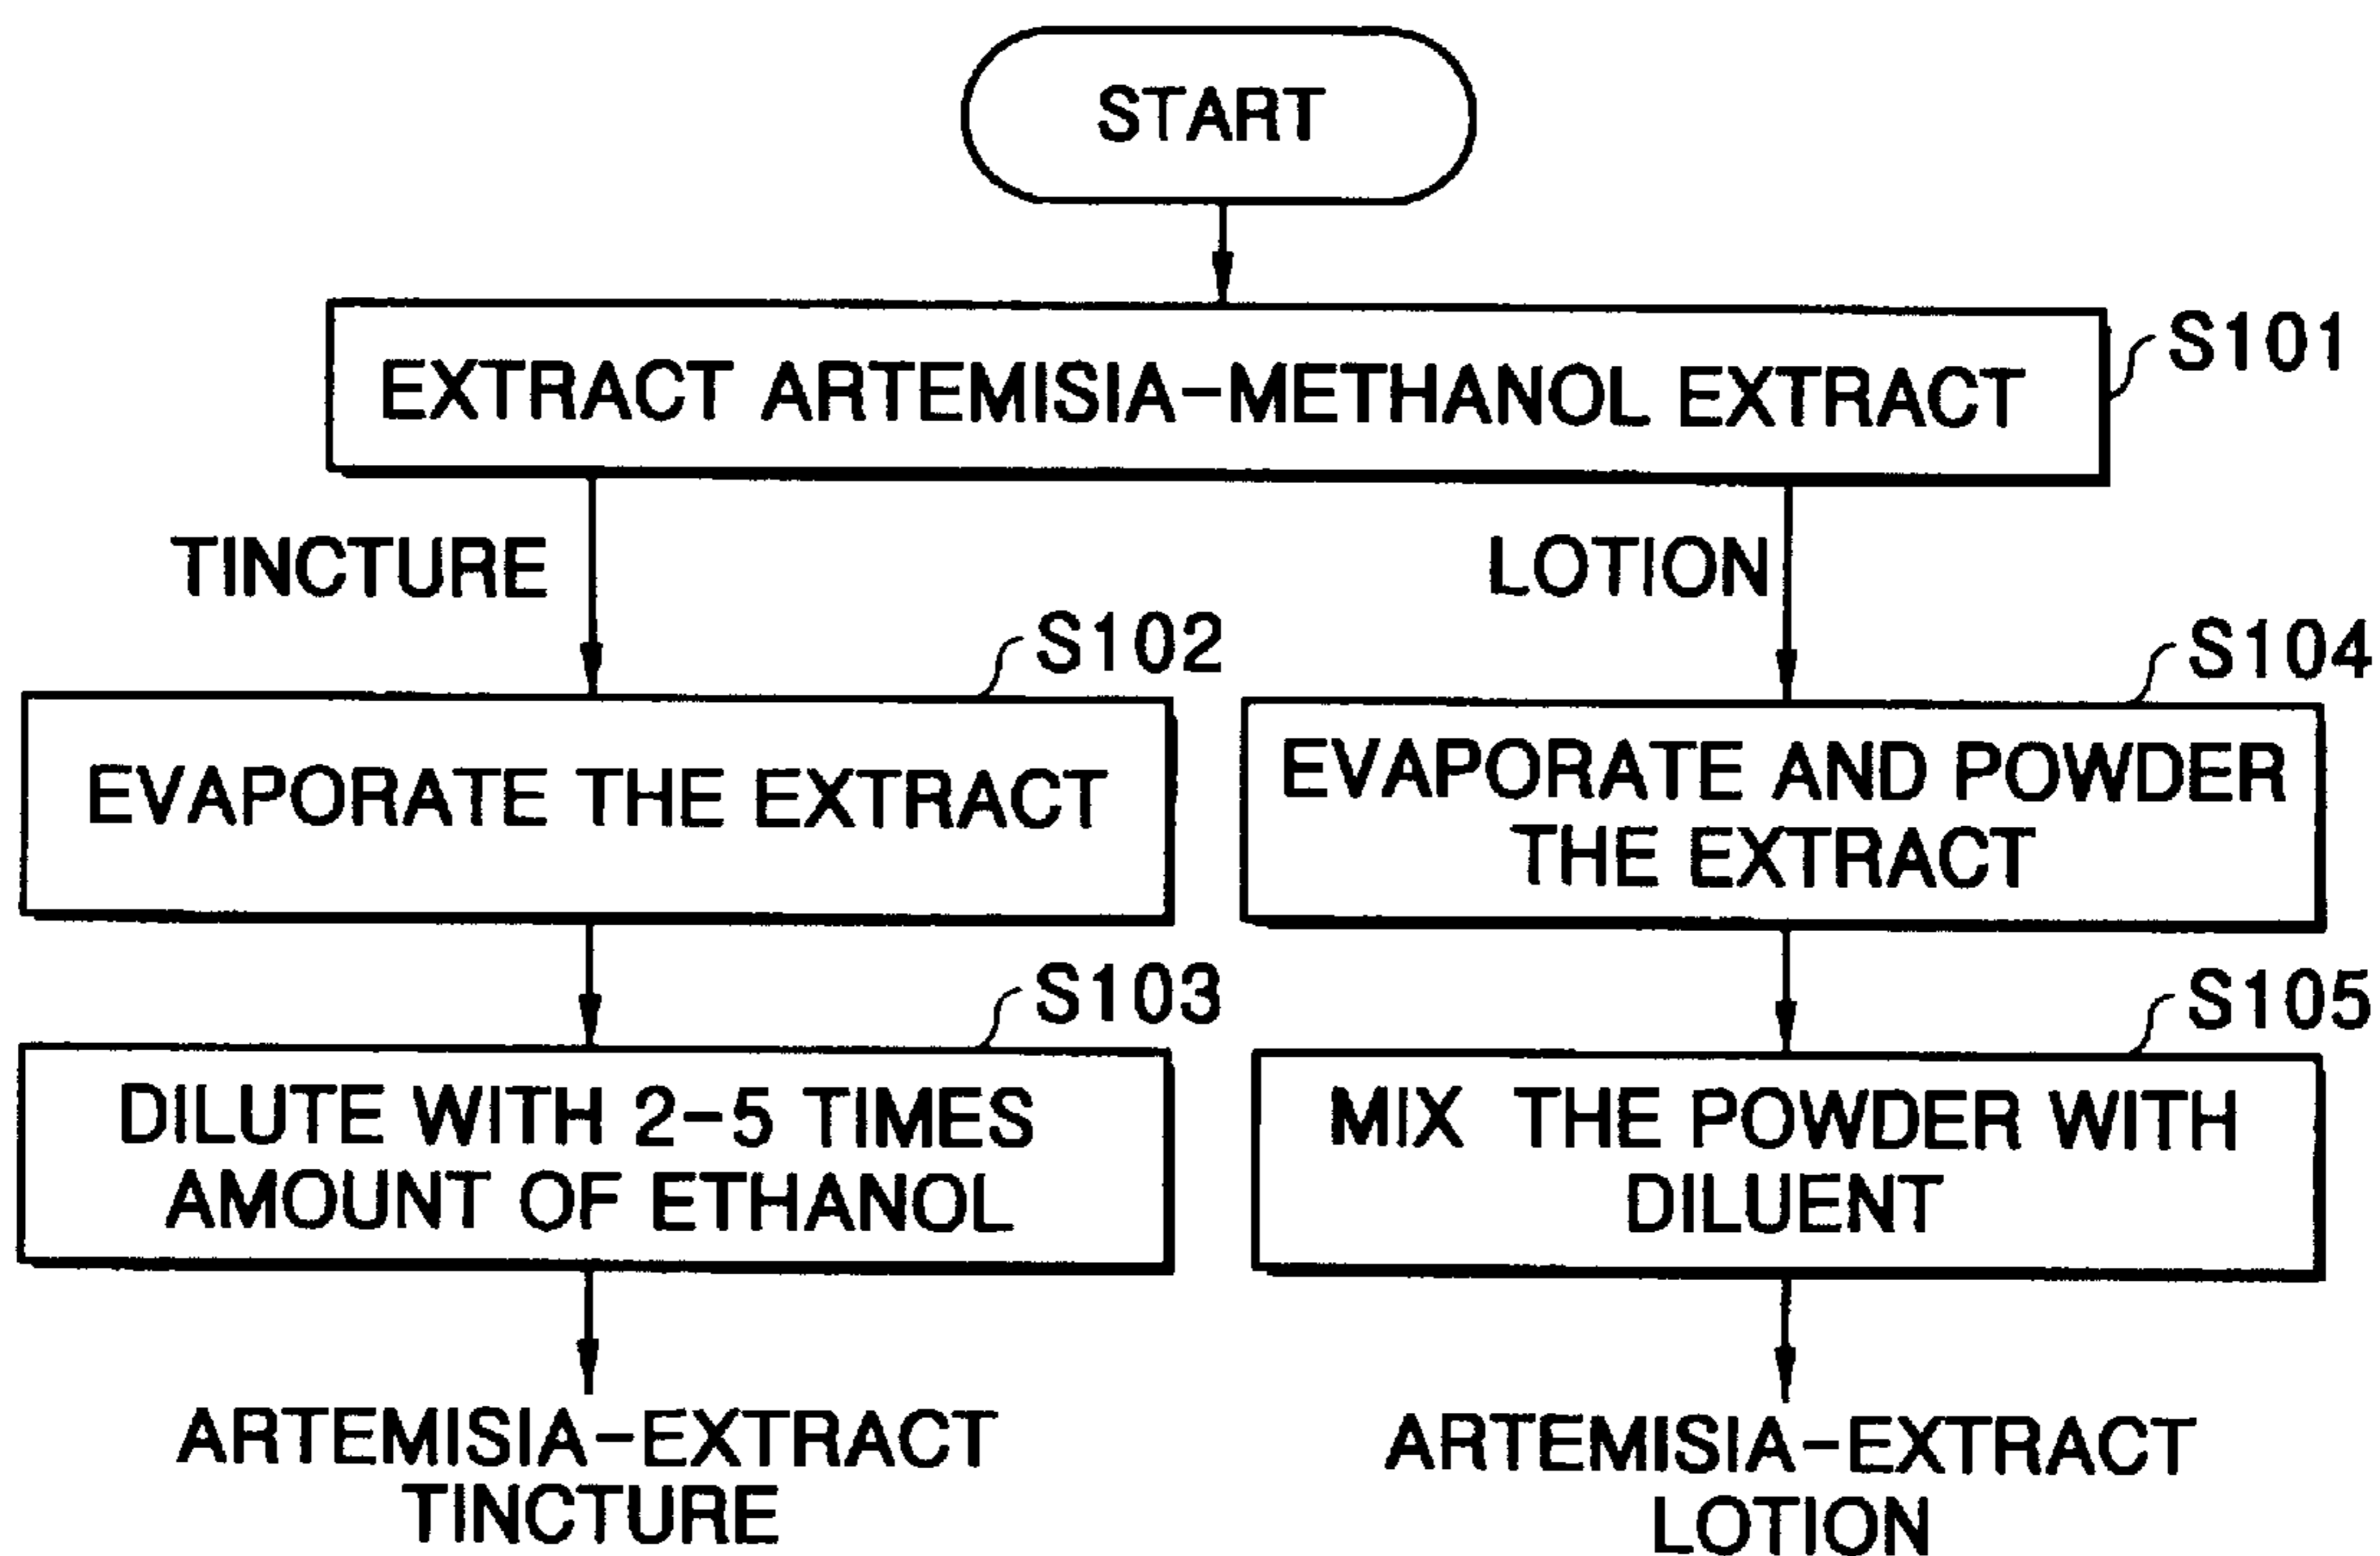 START
EXTRACT ARTEMISIA-METHANOL EXTRACT
S101
TINCTURE
LOTION
S102
S104
EVAPORATE THE EXTRACT
EVAPORATE AND POWDER
THE EXTRACT
S103
S105
DILUTE WITH 2-5 TIMES
AMOUNT OF ETHANOL
MIX THE POWDER WITH
DILUENT
ARTEMISIA-EXTRACT
TINCTURE
ARTEMISIA-EXTRACT
LOTION